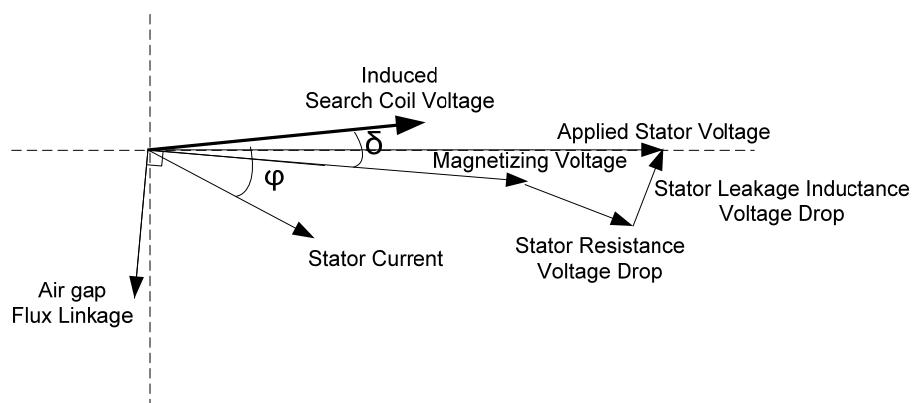 Induced
Search Coil Voltage
Applied Stator Voltage
δ
Magnetizing Voltage
φ
Stator Leakage Inductance
Voltage Drop
Stator Resistance
Voltage Drop
Stator Current
Air gap
Flux Linkage